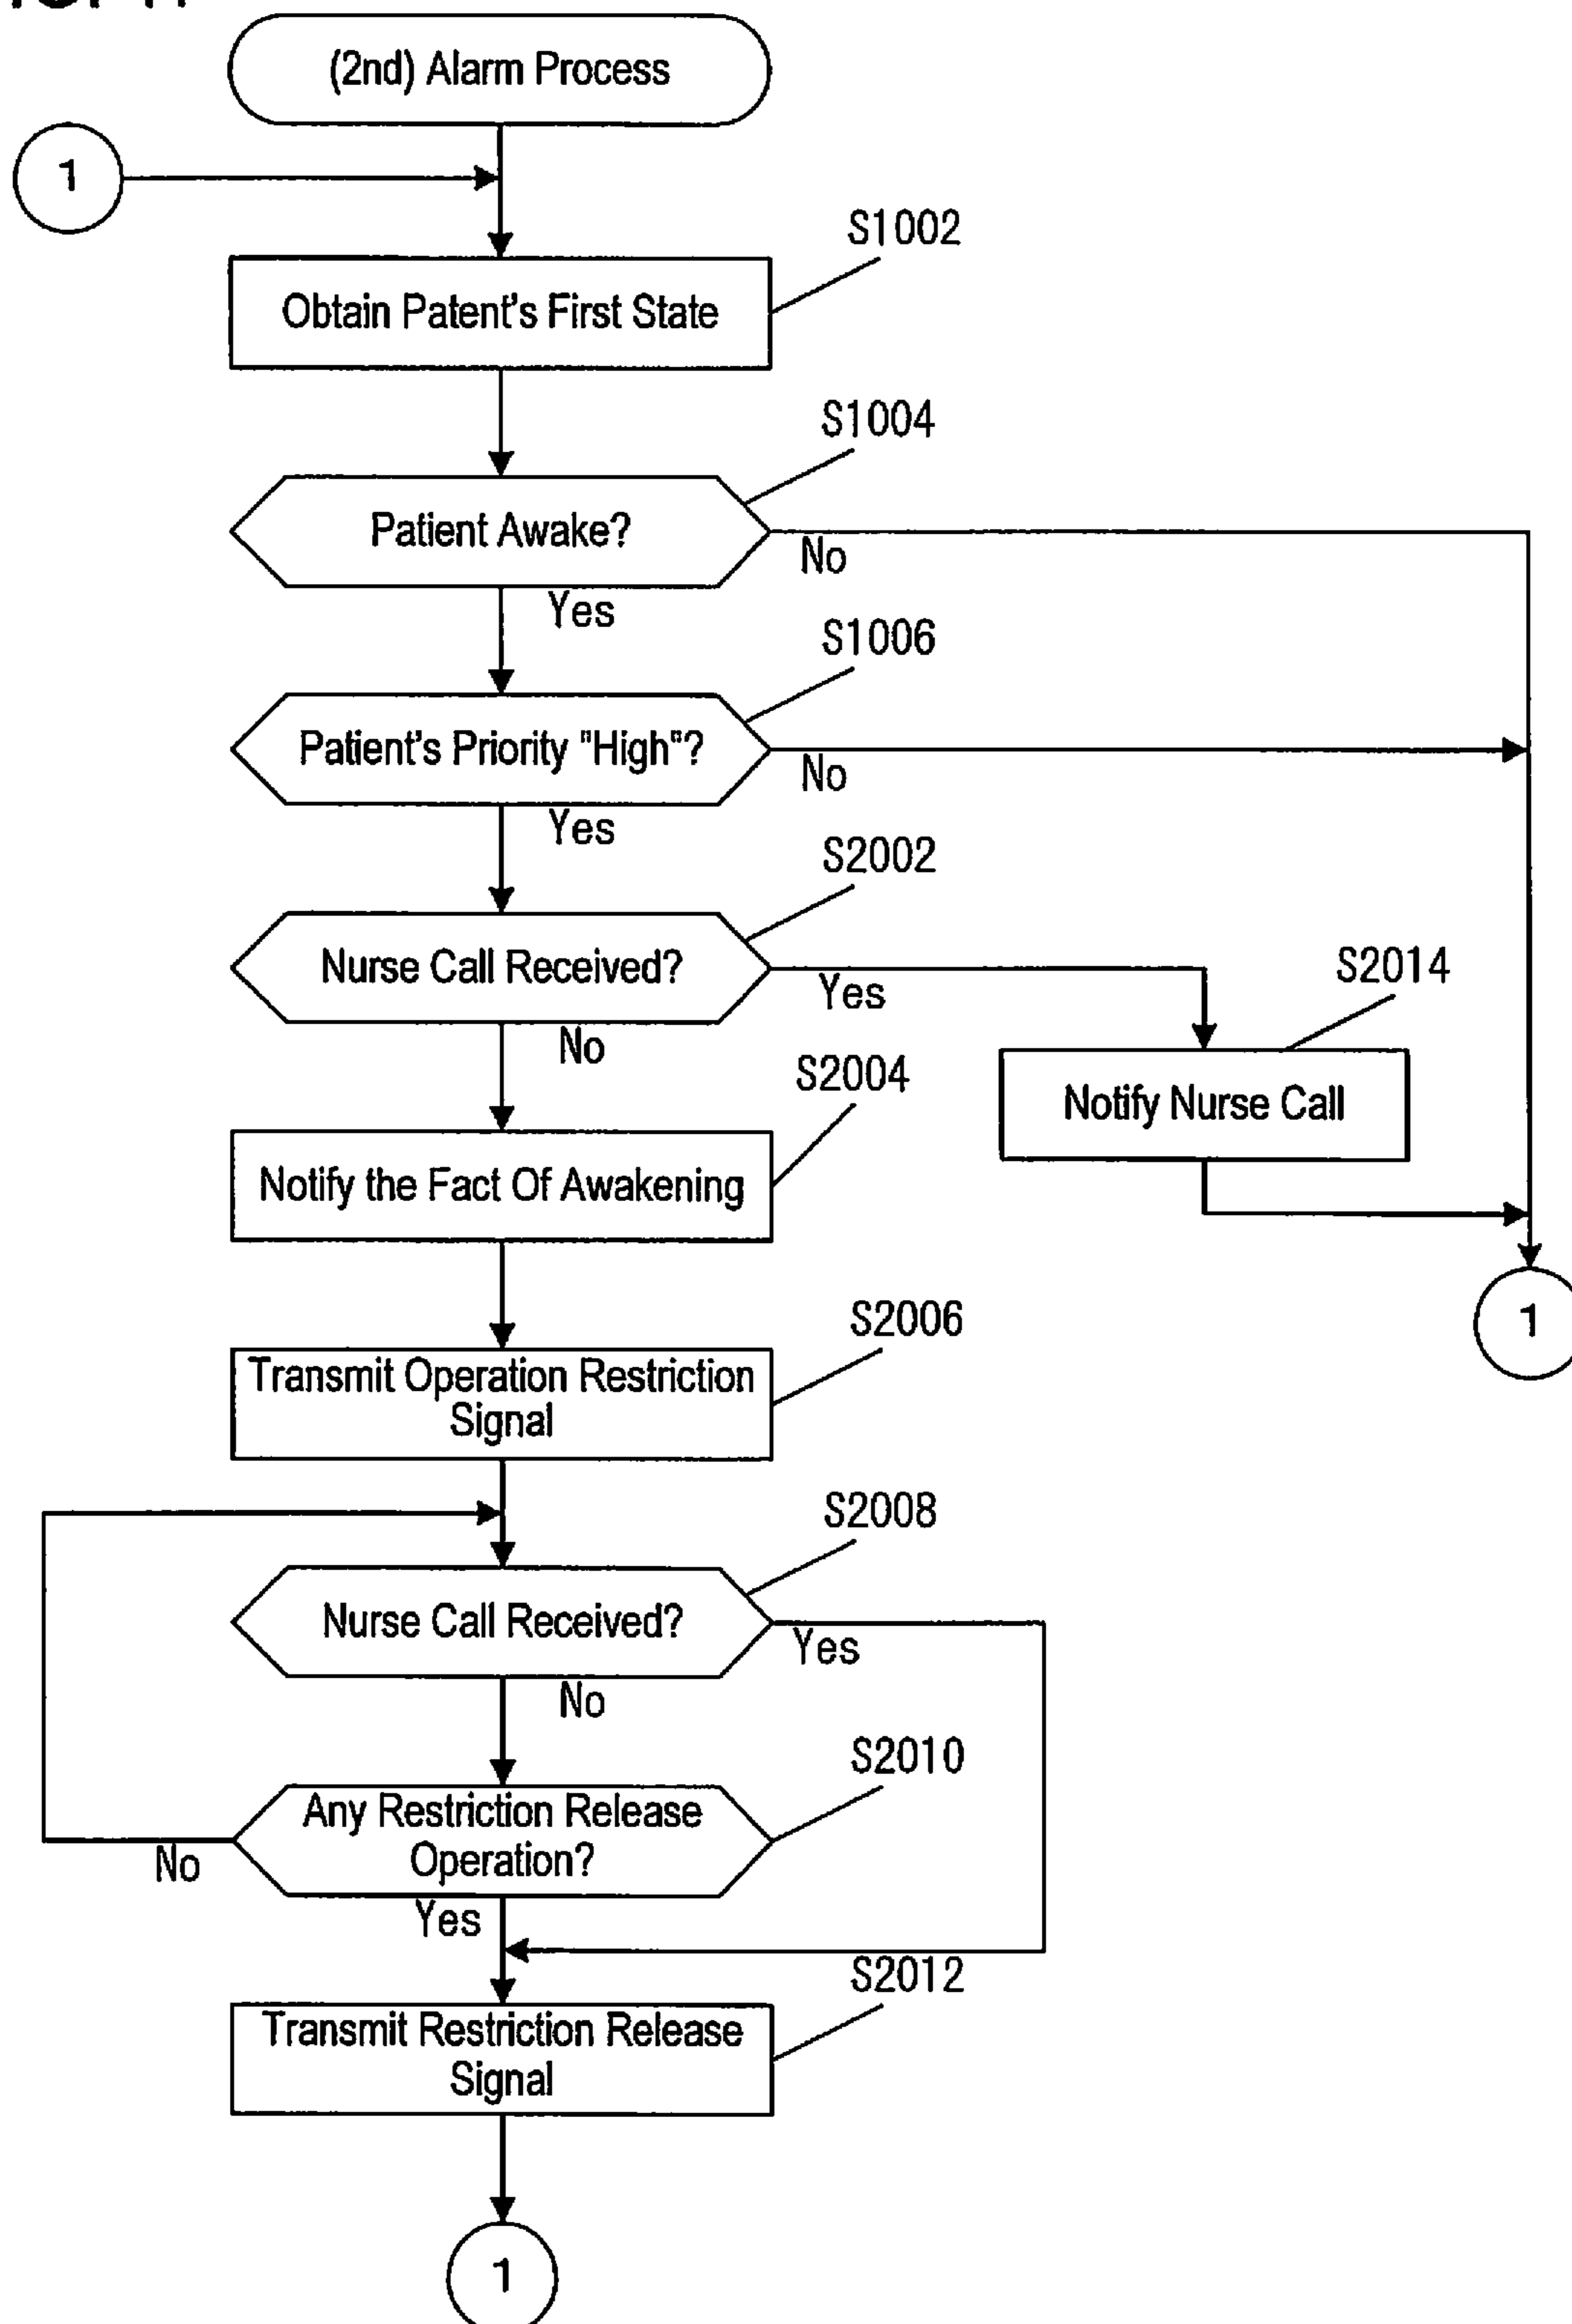 (2nd) Alarm Process
1
S1002
Obtain Patent's First State
S1004
Patient Awake?
No
Yes
S1006
Patient's Priority "High"?
No
Yes
S2002
Nurse Call Received?
Yes
S2014
No
Notify Nurse Call
S2004
Notify the Fact Of Awakening
1
S2006
Transmit Operation Restriction
Signal
S2008
Nurse Call Received?
Yes
No
S2010
Any Restriction Release
Operation?
No
Yes
S2012
Transmit Restriction Release
Signal
1